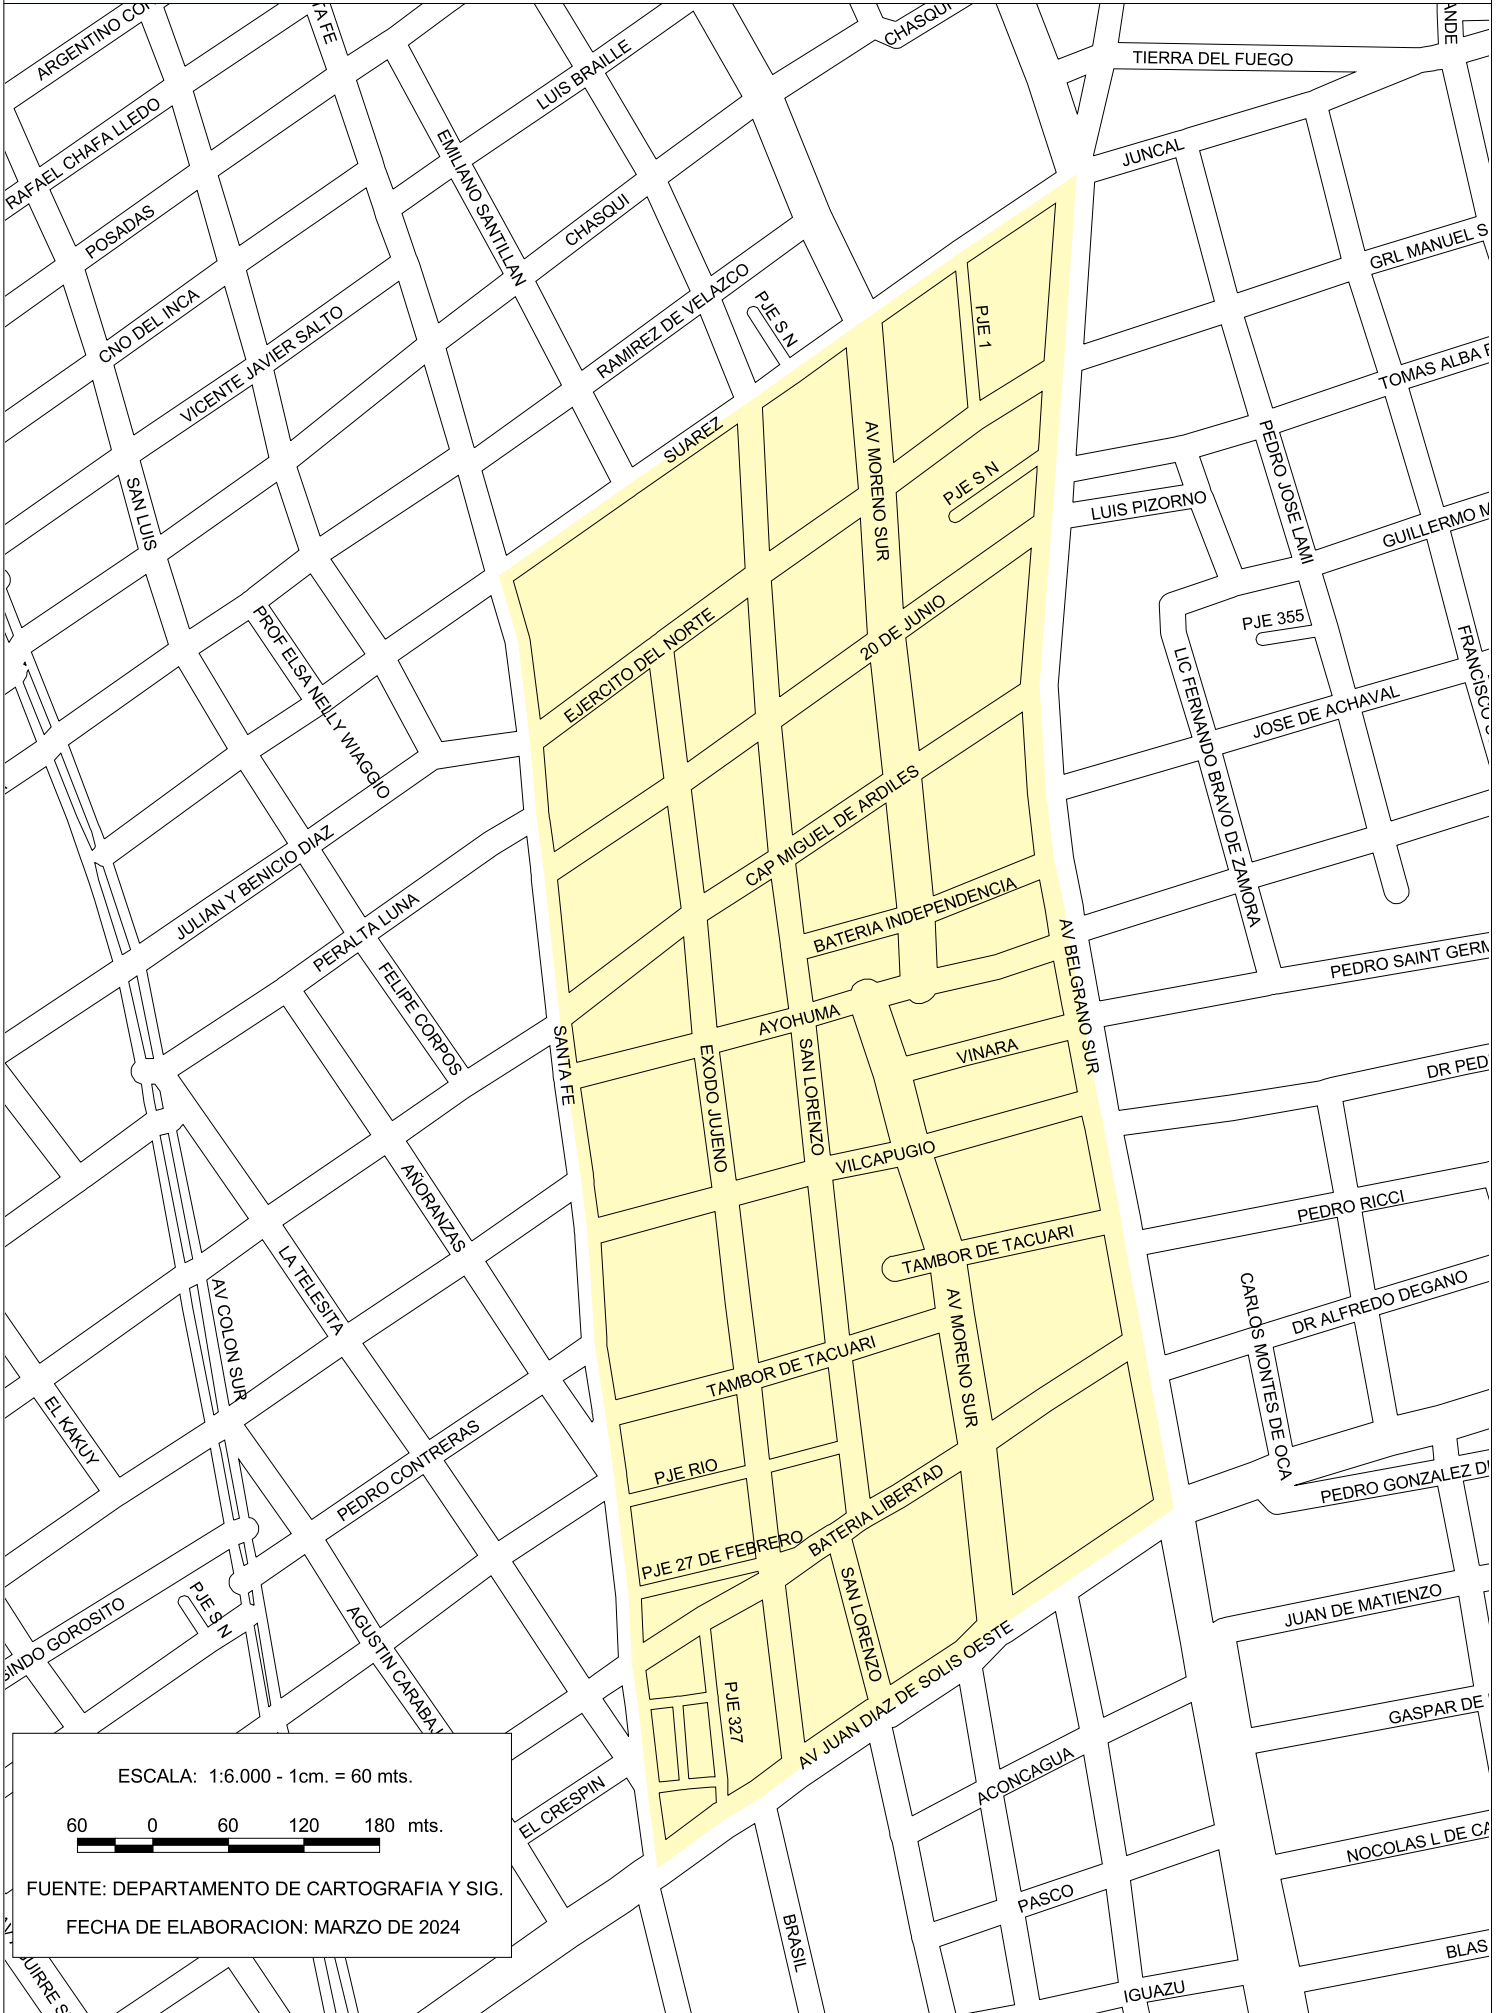 ARGENTINO
TA FE
LUIS BRAILLE
CHASQUI
TIERRA DEL FUEGO
ANDE
RAFAEL CHAFA LLEDO
EMILIANO SANTILLAN
JUNCAL
POSADAS
CHASQUI
GRL MANUEL S
CNO DEL INCA
VICENTE JAVIER SALTO
RAMIREZ DE VELAZCO
PJE S N
PJE 1
TOMAS ALBA
SUAREZ
AV MORENO SUR
PEDRO JOSE LAMI
SAN LUIS
PJE S N
LUIS PIZORNO
GUILLERMO M
PROF ELSA NELLY WIAGGIO
EJERCITO DEL NORTE
20 DE JUNIO
PJE 355
FRANCISCO
LIC FERNANDO BRAVO DE ZAMORA
JOSE DE ACHAVAL
CAP MIGUEL DE ARDILES
JULIAN Y BENICIO DIAZ
PERALTA LUNA
BATERIA INDEPENDENCIA
AV BELGRANO SUR
PEDRO SAINT GERM
FELIPE CORPOS
SANTA FE
AYOHUMA
EXODO JUJENO
SAN LORENZO
VINARA
DR PED
VILCAPUGIO
AÑORANZAS
PEDRO RICCI
LA TELESITA
TAMBOR DE TACUARI
AV COLON SUR
AV MORENO SUR
CARLOS MONTES DE OCA
DR ALFREDO DEGANO
TAMBOR DE TACUARI
EL KAKUY
PEDRO CONTRERAS
PJE RIO
BATERIA LIBERTAD
PEDRO GONZALEZ D
PJE 27 DE FEBRERO
SAN LORENZO
PJE S N
INDO GOROSITO
AGUSTIN CARABAJ
JUAN DE MATIENZO
AV JUAN DIAZ DE SOLIS OESTE
PJE 327
GASPAR DE
ACONCAGUA
EL CRESPIN
NOCOLAS L DE CA
PASCO
BRASIL
BLAS
IGUAZU
UIRRE S
ESCALA: 1:6.000 - 1cm. = 60 mts.
60 0 60 120 180 mts.
FUENTE: DEPARTAMENTO DE CARTOGRAFIA Y SIG.
FECHA DE ELABORACION: MARZO DE 2024